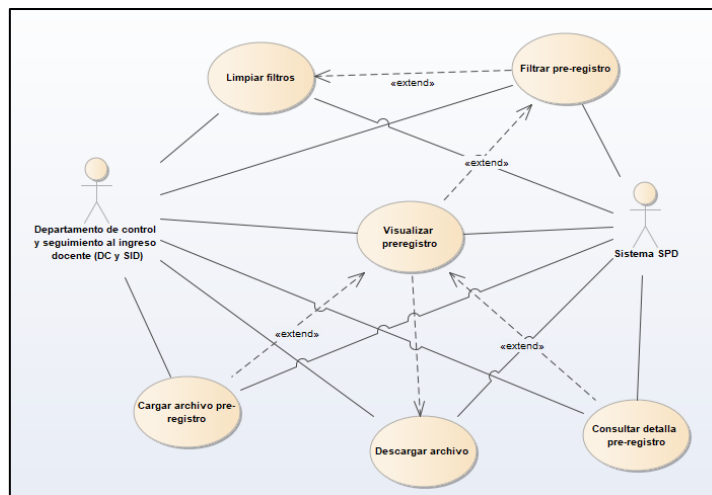 Limpiar filtros
«extend»
Filtrar pre-registro
«extend»
Departamento de control
y seguimiento al ingreso
docente (DC y SID)
Visualizar
preregistro
Sistema SPD
«extend»
«extend»
Cargar archivo pre-
registro
Descargar archivo
Consultar detalla
pre-registro